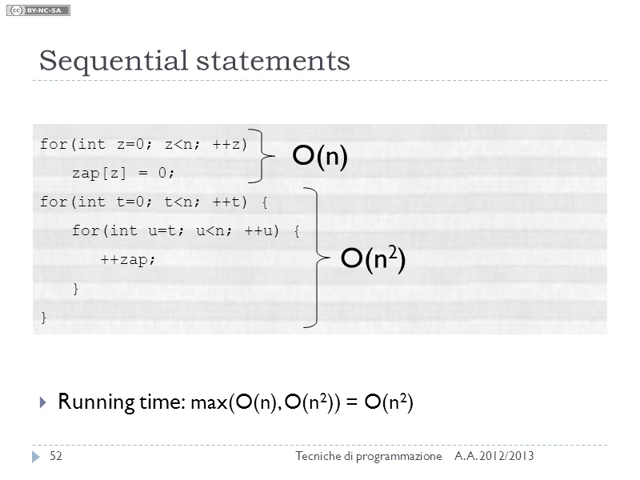 BY-NC-SA
Sequential statements
for(int z=0; z<n; ++z)
zap[z] = 0;
O(n)
for(int t=0; t<n; ++t) {
for(int u=t; u<n; ++u) {
++zap;
O(n²)
}
}
Running time: max(O(n), O(n²)) = O(n²)
52 Tecniche di programmazione A.A. 2012/2013